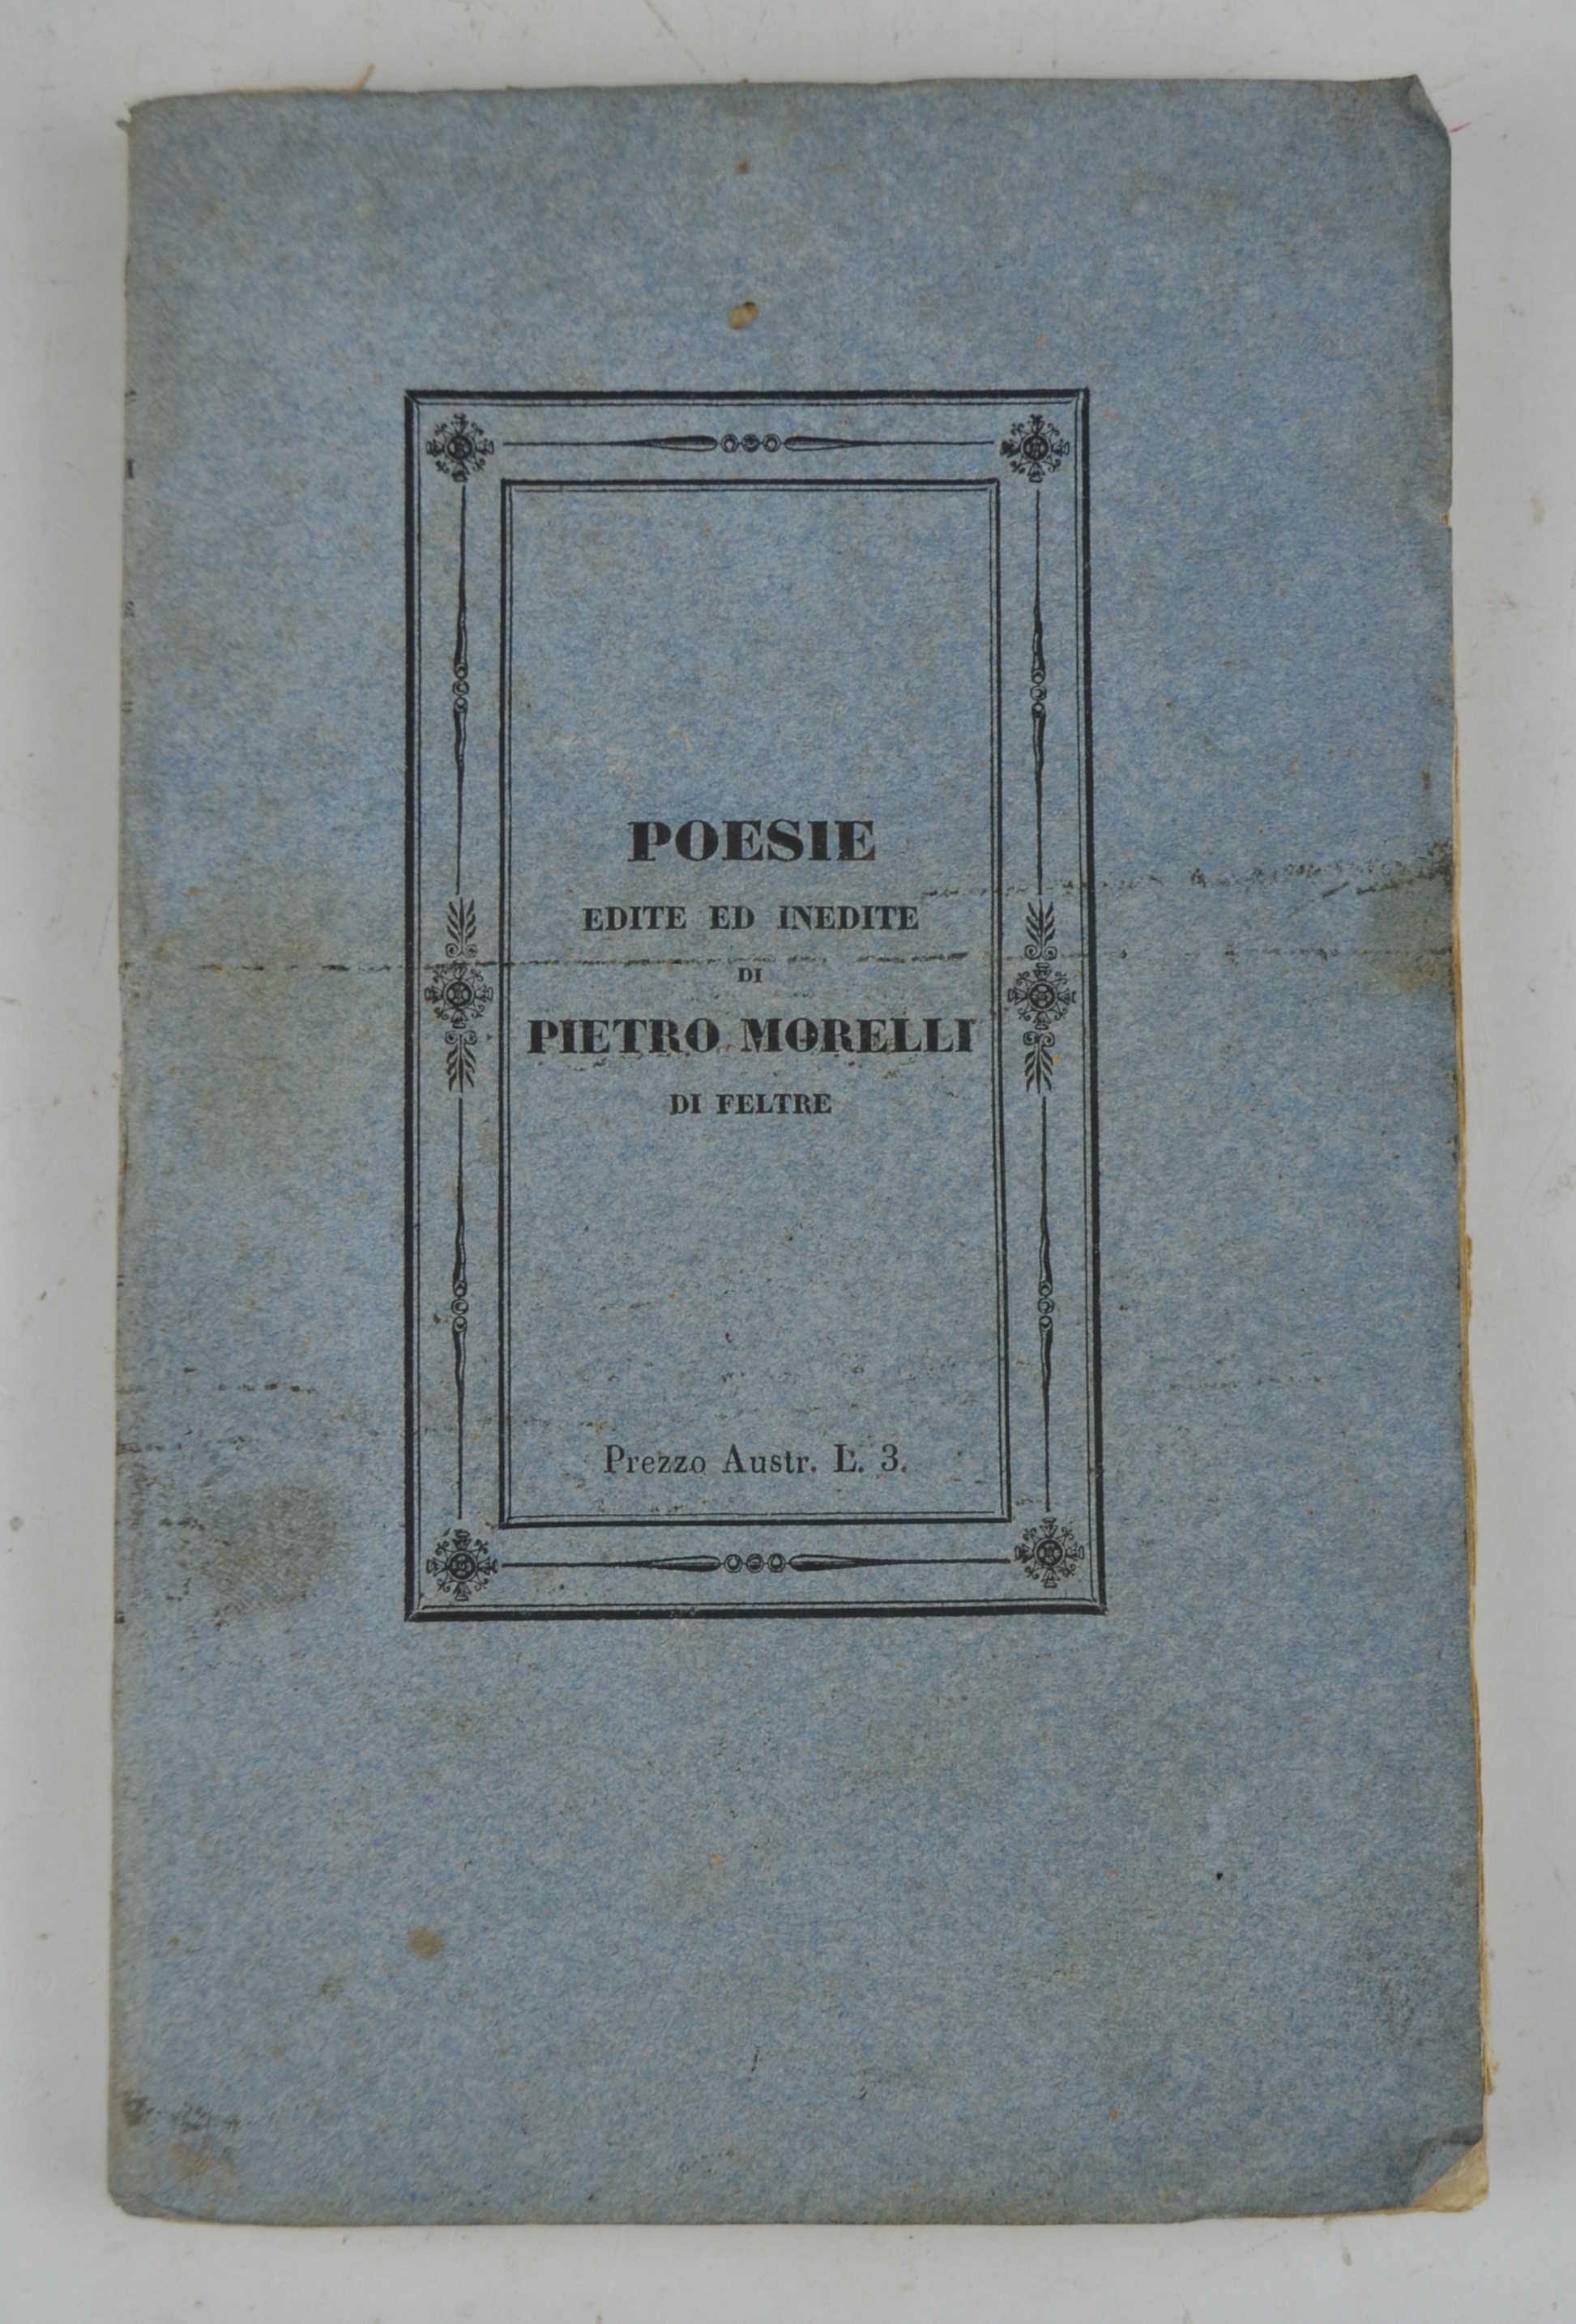 POESIE
EDITE ED INEDITE
DI
PIETRO MORELLI
DI FELTRE
Prezzo Austr. L. 3.